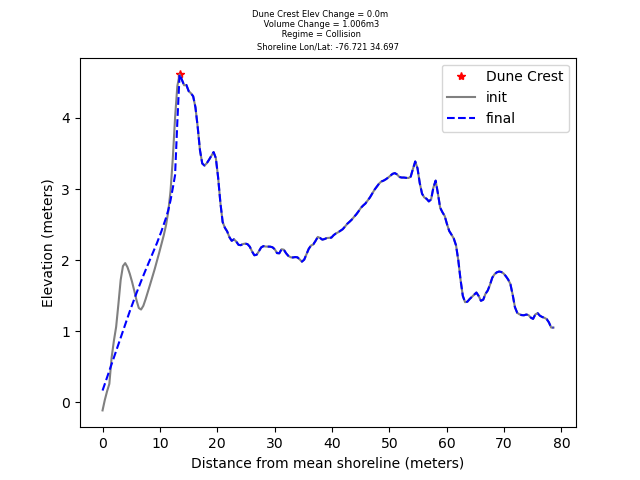 Dune Crest Elev Change = 0.0m
Volume Change = 1.006m3
Regime = Collision
Shoreline Lon/Lat: -76.721 34.697
Dune Crest
init
final
Elevation (meters)
4
3
2
1
0
0 10 20 30 40 50 60 70 80
Distance from mean shoreline (meters)